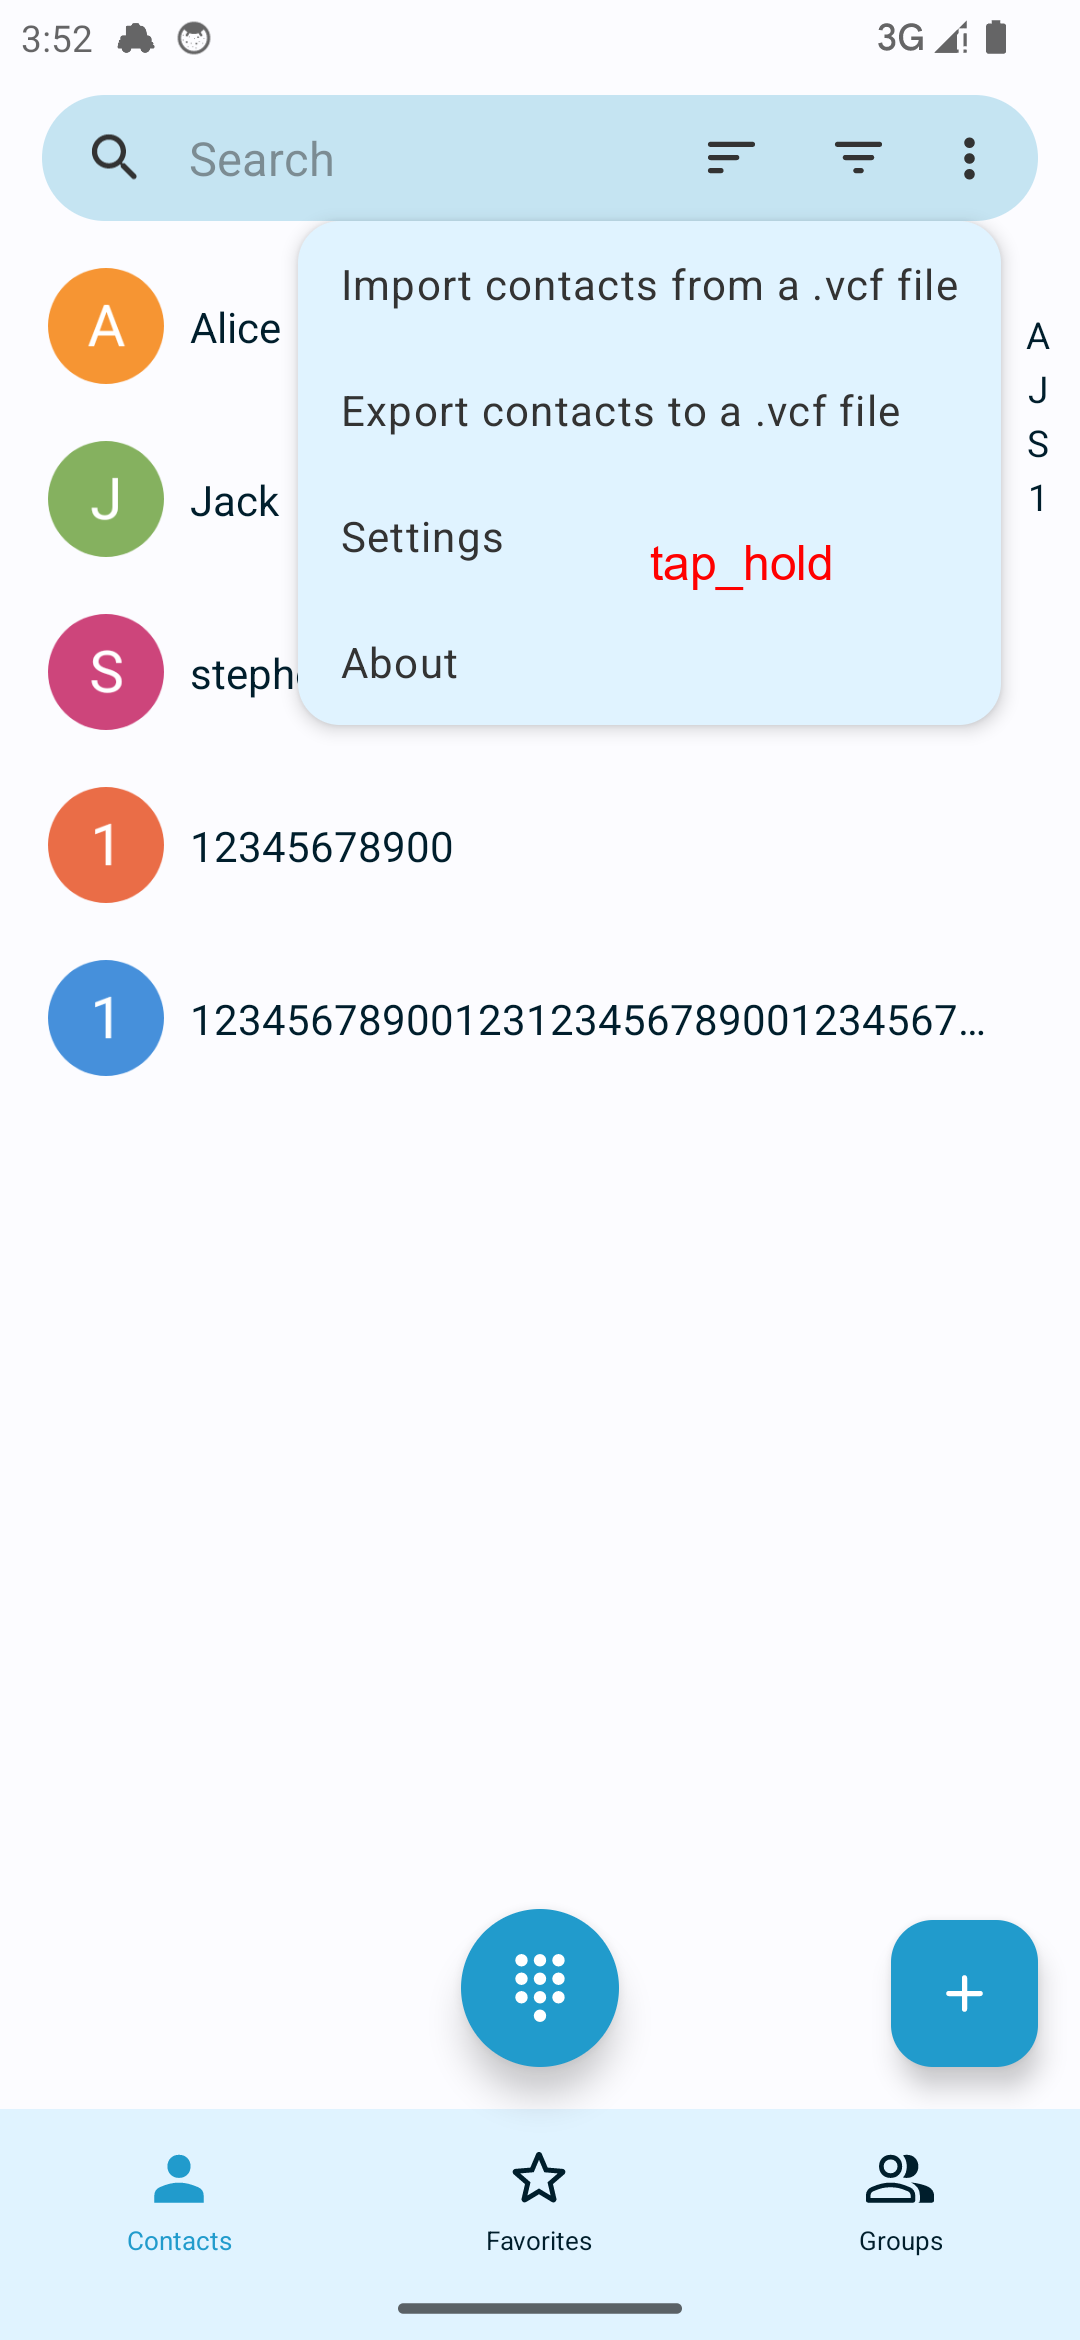 3:52
3G
Search
Import contacts from a .vcf file
A
Alice
A
Export contacts to a .vcf file
J
S
J
Jack
1
Settings
tap_hold
S
About
1
12345678900
1
12345678900123123456789001234567...
Contacts
Favorites
Groups